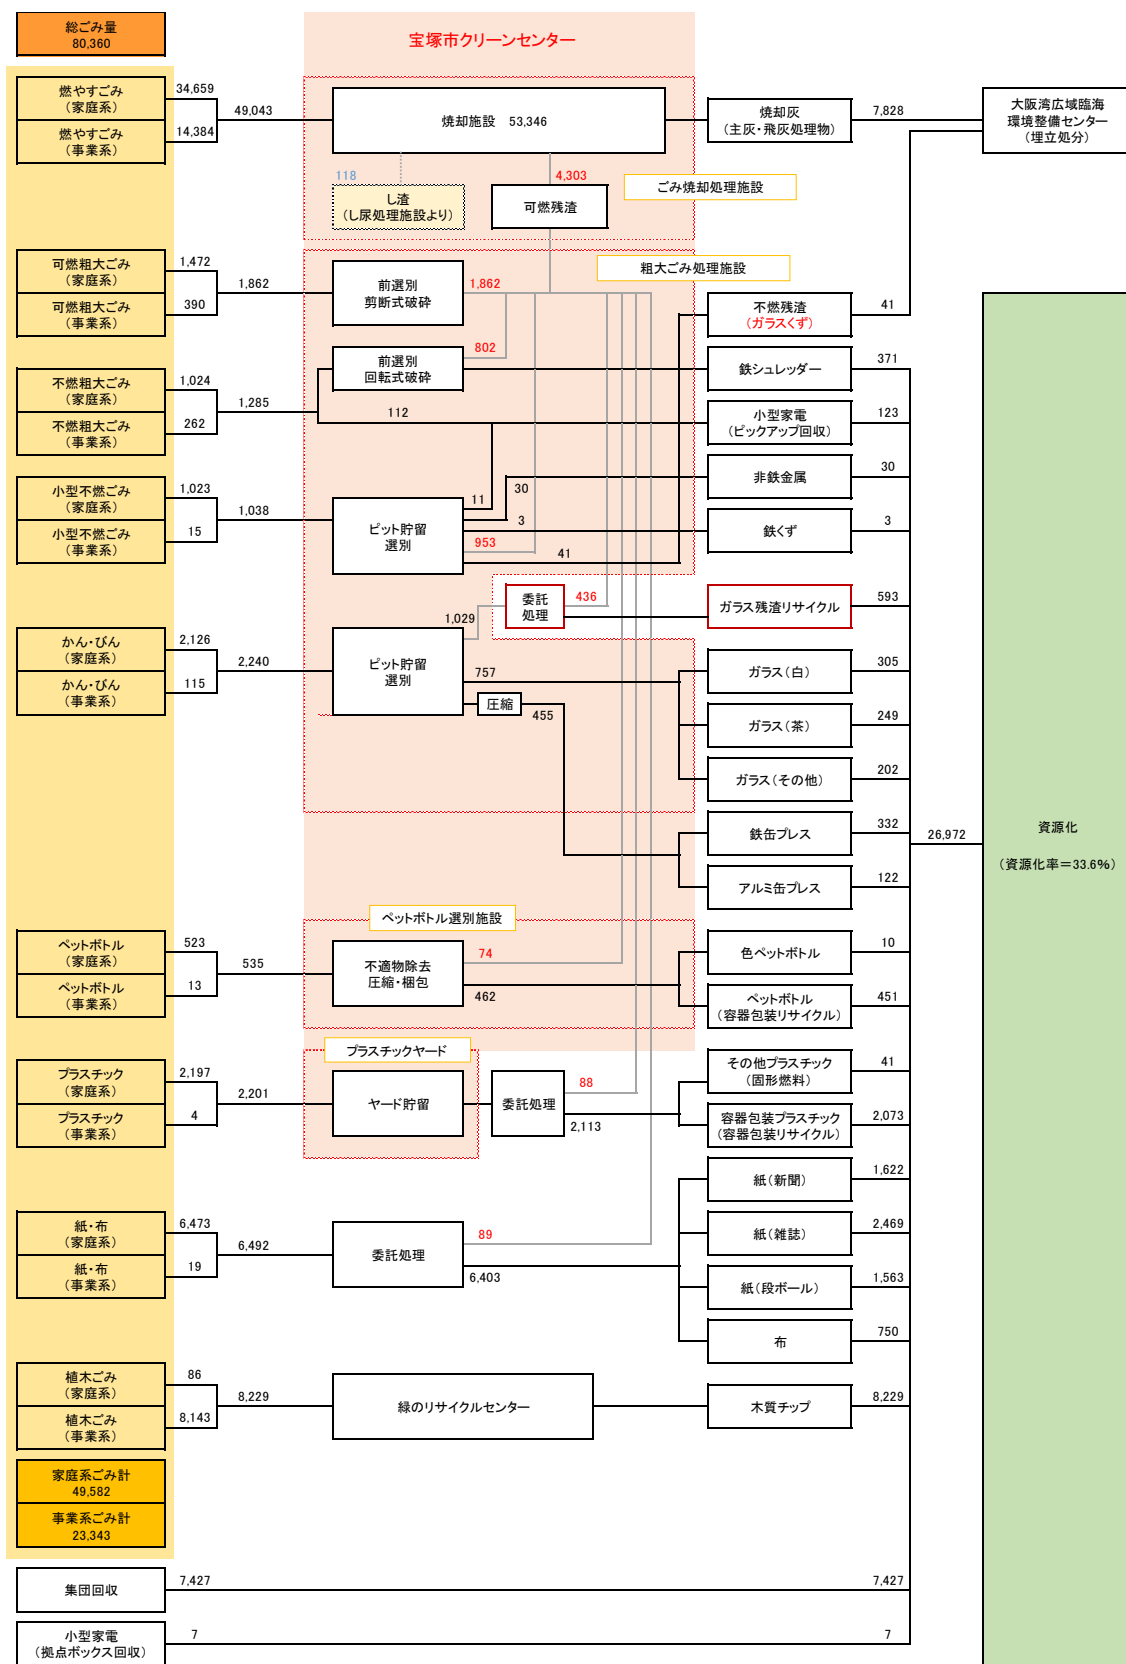 総ごみ量
80,360
宝塚市クリーンセンター
燃やすごみ
(家庭系)
34,659
燃やすごみ
(事業系)
14,384
49,043
焼却施設 53,346
焼却灰
(主灰・飛灰処理物)
7,828
大阪湾広域臨海
環境整備センター
(埋立処分)
118
し渣
(し尿処理施設より)
4,303
可燃残渣
ごみ焼却処理施設
粗大ごみ処理施設
可燃粗大ごみ
(家庭系)
1,472
可燃粗大ごみ
(事業系)
390
1,862
前選別
剪断式破砕
1,862
不燃残渣
(ガラスくず)
41
前選別
回転式破砕
802
鉄シュレッダー
371
不燃粗大ごみ
(家庭系)
1,024
不燃粗大ごみ
(事業系)
262
1,285
112
小型家電
(ピックアップ回収)
123
小型不燃ごみ
(家庭系)
1,023
小型不燃ごみ
(事業系)
15
1,038
ピット貯留
選別
11
30
3
953
41
非鉄金属
30
鉄くず
3
委託
処理
436
ガラス残渣リサイクル
593
かん・びん
(家庭系)
2,126
かん・びん
(事業系)
115
2,240
ピット貯留
選別
1,029
757
圧縮
455
ガラス(白)
305
ガラス(茶)
249
ガラス(その他)
202
鉄缶プレス
332
アルミ缶プレス
122
26,972
資源化
(資源化率=33.6%)
ペットボトル選別施設
ペットボトル
(家庭系)
523
ペットボトル
(事業系)
13
535
不適物除去
圧縮・梱包
74
462
色ペットボトル
10
ペットボトル
(容器包装リサイクル)
451
プラスチックヤード
プラスチック
(家庭系)
2,197
プラスチック
(事業系)
4
2,201
ヤード貯留
委託処理
88
2,113
その他プラスチック
(固形燃料)
41
容器包装プラスチック
(容器包装リサイクル)
2,073
紙・布
(家庭系)
6,473
紙・布
(事業系)
19
6,492
委託処理
89
6,403
紙(新聞)
1,622
紙(雑誌)
2,469
紙(段ボール)
1,563
布
750
植木ごみ
(家庭系)
86
植木ごみ
(事業系)
8,143
8,229
緑のリサイクルセンター
木質チップ
8,229
家庭系ごみ計
49,582
事業系ごみ計
23,343
集団回収
7,427
7,427
小型家電
(拠点ボックス回収)
7
7